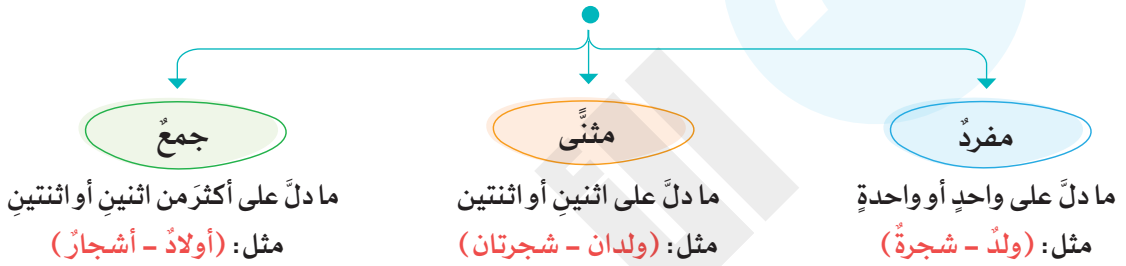 مفردٌ
ما دلَّ على واحدٍ أو واحدةٍ
مثل: (ولدٌ - شجرةٌ)
مثنًّى
ما دلَّ على اثنينِ أو اثنتين
مثل: (ولدان - شجرتان)
جمعٌ
ما دلَّ على أكثرَ من اثنينِ أو اثنتينِ
مثل: (أولادٌ - أشجارٌ)